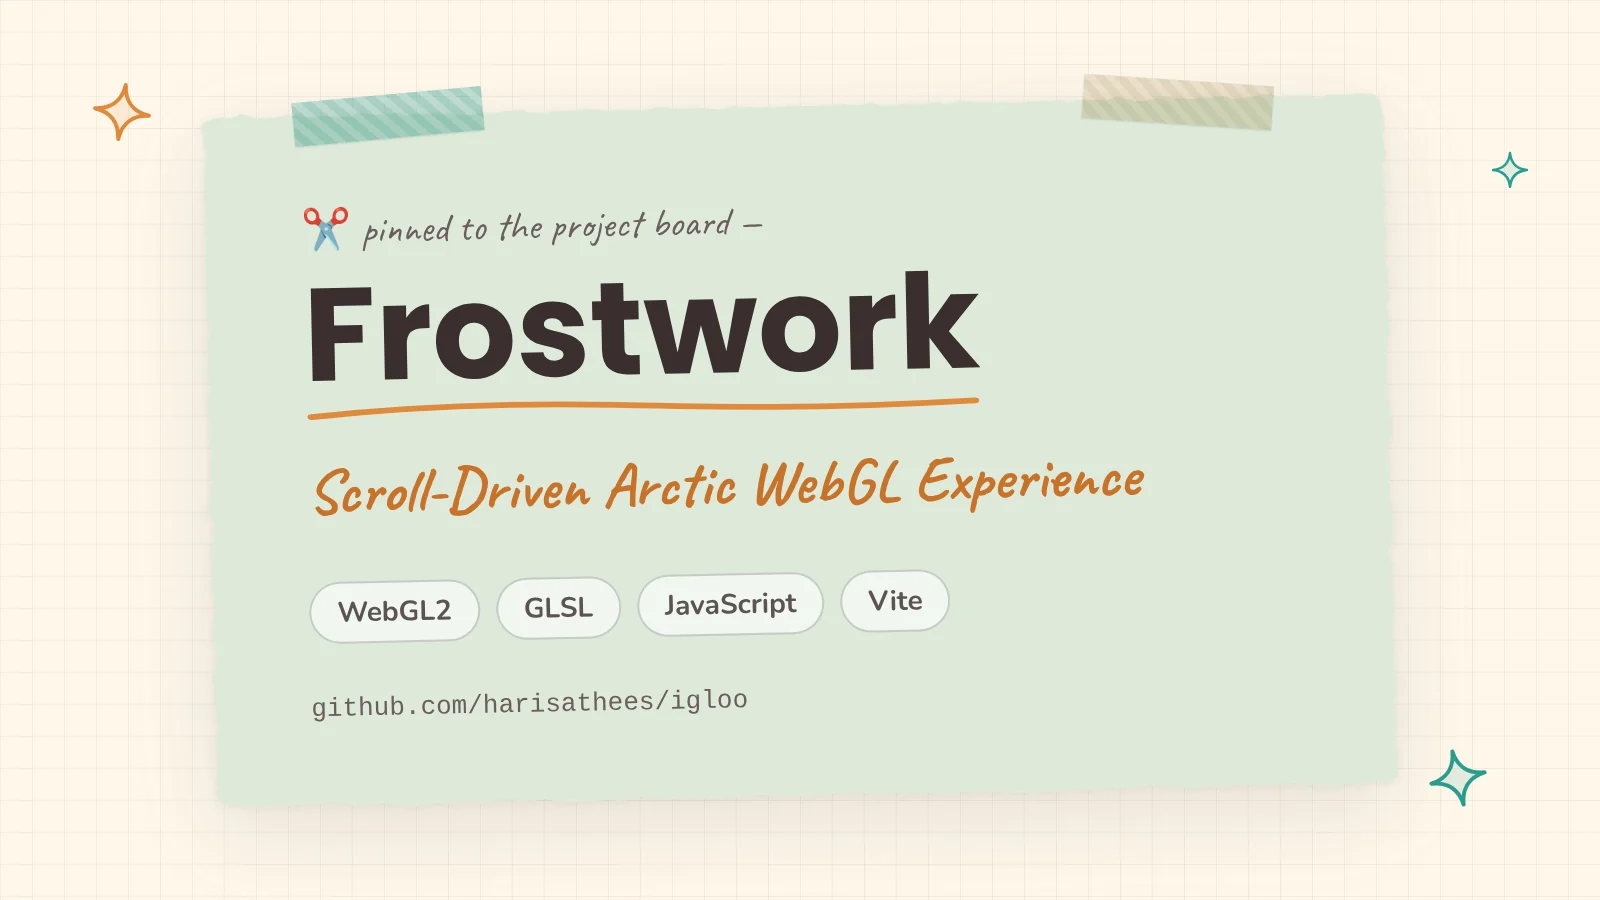 pinned to the project board —
Frostwork
Scroll-Driven Arctic WebGL Experience
WebGL2 GLSL JavaScript Vite
github.com/harisathees/igloo